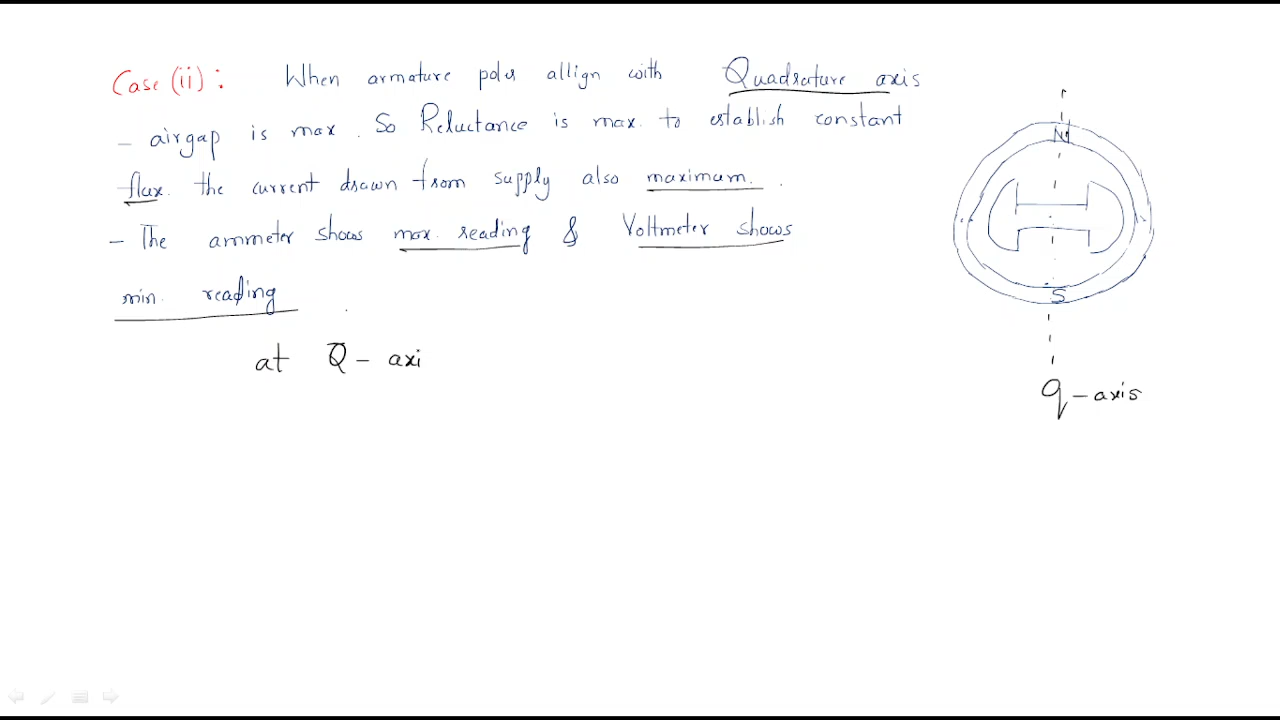 Case (ii) : When armature poles allign with Quadrature axis
- airgap is max. So Reluctance is max. to establish constant
flux. the current drawn from supply also maximum.
- The ammeter shows max. reading & Voltmeter shows
min. reading
at Q - axi
N
S
q - axis